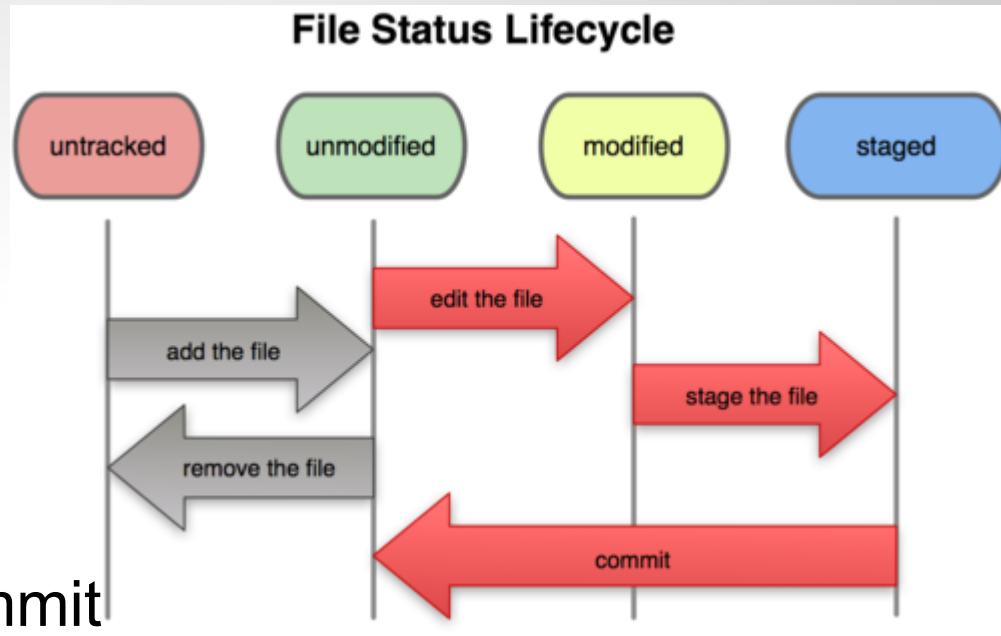 File Status Lifecycle
untracked
unmodified
modified
staged
edit the file
add the file
stage the file
remove the file
commit